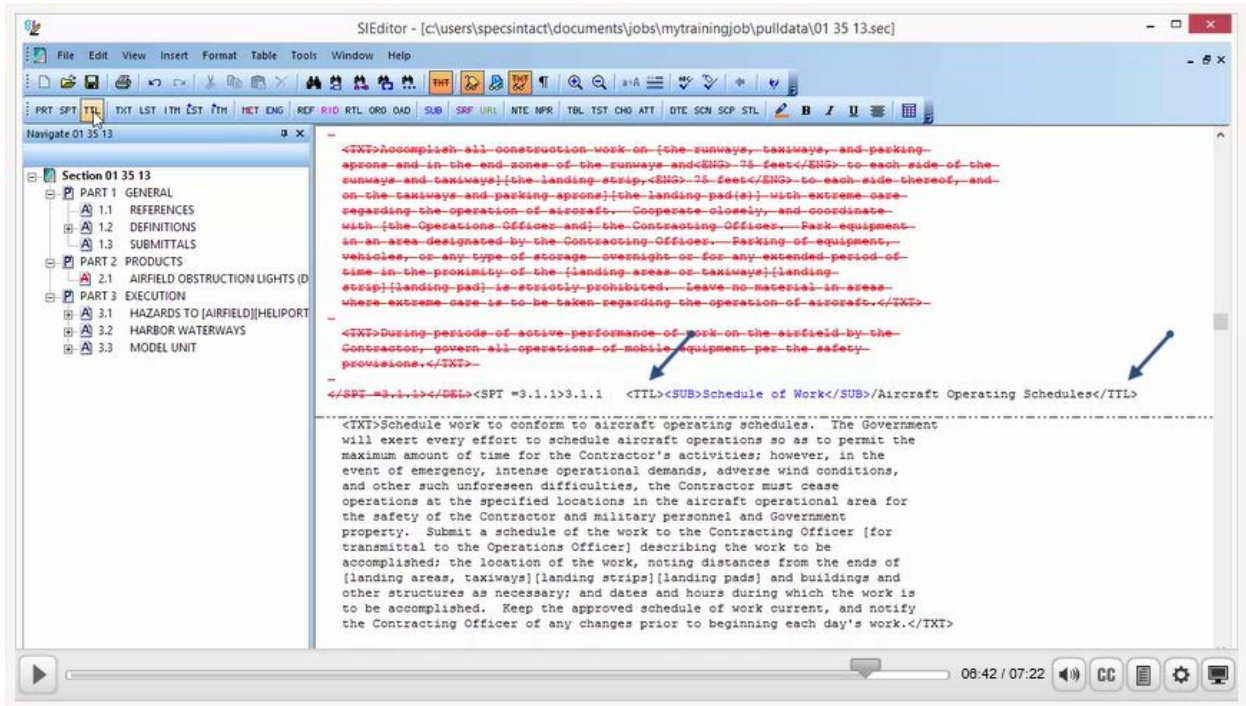 SIEditor - [c:\users\specsintact\documents\jobs\mytrainingjob\pulldata\01 35 13.sec]
File Edit View Insert Format Table Tools Window Help
PRT SPT TTL TXT LST ITM LST ITM MET ENG REF RID RTL ORG OAD SUB SRF URL NTE NPR TBL TST CHG ATT DTE SCN SCP STL B I U
Navigate 01 35 13
Section 01 35 13
PART 1 GENERAL
1.1 REFERENCES
1.2 DEFINITIONS
1.3 SUBMITTALS
PART 2 PRODUCTS
2.1 AIRFIELD OBSTRUCTION LIGHTS (D
PART 3 EXECUTION
3.1 HAZARDS TO [AIRFIELD][HELIPORT
3.2 HARBOR WATERWAYS
3.3 MODEL UNIT
<TXT>Accomplish all construction work on [the runways, taxiways, and parking
aprons and in the end zones of the runways and<ENG> 75 feet</ENG> to each side of the
runways and taxiways][the landing strip,<ENG> 75 feet</ENG> to each side thereof, and
on the taxiways and parking aprons][the landing pad(s)] with extreme care
regarding the operation of aircraft. Cooperate closely, and coordinate
with [the Operations Officer and] the Contracting Officer. Park equipment
in an area designated by the Contracting Officer. Parking of equipment,
vehicles, or any type of storage overnight or for any extended period of
time in the proximity of the [landing areas or taxiways][landing
strip][landing pad] is strictly prohibited. Leave no material in areas
where extreme care is to be taken regarding the operation of aircraft.</TXT>
<TXT>During periods of active performance of work on the airfield by the
Contractor, govern all operations of mobile equipment per the safety
provisions.</TXT>
</SPT =3.1.1></DEL><SPT =3.1.1>3.1.1 <TTL><SUB>Schedule of Work</SUB>/Aircraft Operating Schedules</TTL>
<TXT>Schedule work to conform to aircraft operating schedules. The Government
will exert every effort to schedule aircraft operations so as to permit the
maximum amount of time for the Contractor's activities; however, in the
event of emergency, intense operational demands, adverse wind conditions,
and other such unforeseen difficulties, the Contractor must cease
operations at the specified locations in the aircraft operational area for
the safety of the Contractor and military personnel and Government
property. Submit a schedule of the work to the Contracting Officer [for
transmittal to the Operations Officer] describing the work to be
accomplished; the location of the work, noting distances from the ends of
[landing areas, taxiways][landing strips][landing pads] and buildings and
other structures as necessary; and dates and hours during which the work is
to be accomplished. Keep the approved schedule of work current, and notify
the Contracting Officer of any changes prior to beginning each day's work.</TXT>
06:42 / 07:22 CC